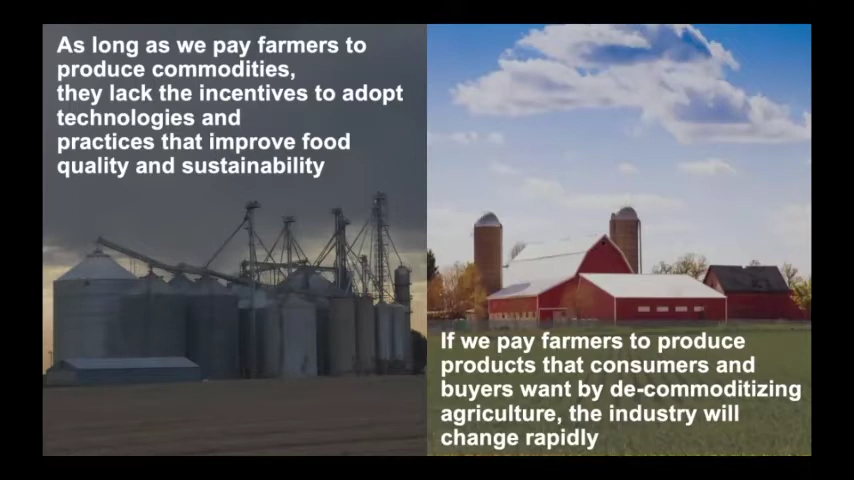 As long as we pay farmers to
produce commodities,
they lack the incentives to adopt
technologies and
practices that improve food
quality and sustainability
If we pay farmers to produce
products that consumers and
buyers want by de-commoditizing
agriculture, the industry will
change rapidly